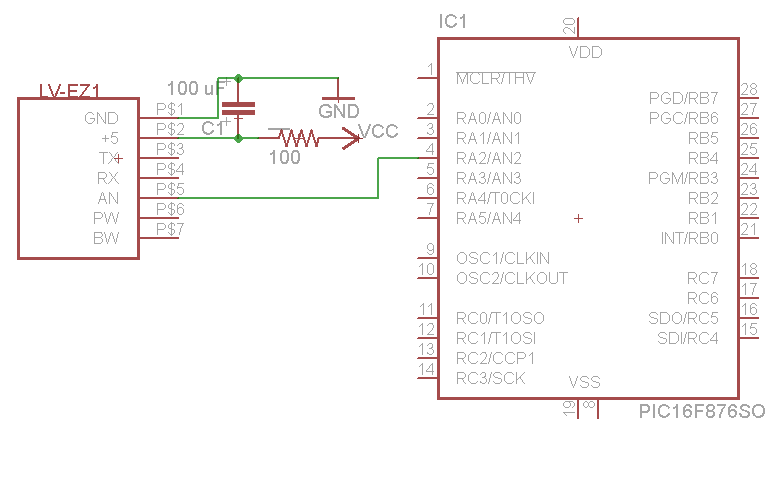 IC1
20
VDD
LV-EZ1
100 uF
GND
C1
100
VCC
GND P$1
+5 P$2
TX P$3
RX P$4
AN P$5
PW P$6
BW P$7
1 MCLR/THV
2 RA0/AN0
3 RA1/AN1
4 RA2/AN2
5 RA3/AN3
6 RA4/T0CKI
7 RA5/AN4
9 OSC1/CLKIN
10 OSC2/CLKOUT
11 RC0/T1OSO
12 RC1/T1OSI
13 RC2/CCP1
14 RC3/SCK
PGD/RB7 28
PGC/RB6 27
RB5 26
RB4 25
PGM/RB3 24
RB2 23
RB1 22
INT/RB0 21
RC7 18
RC6 17
SDO/RC5 16
SDI/RC4 15
VSS
19 8
PIC16F876SO